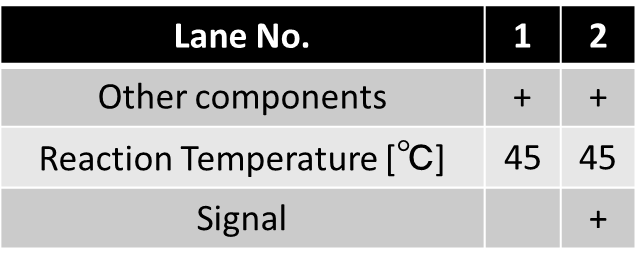 Lane No. 1 2
Other components + +
Reaction Temperature [℃] 45 45
Signal +